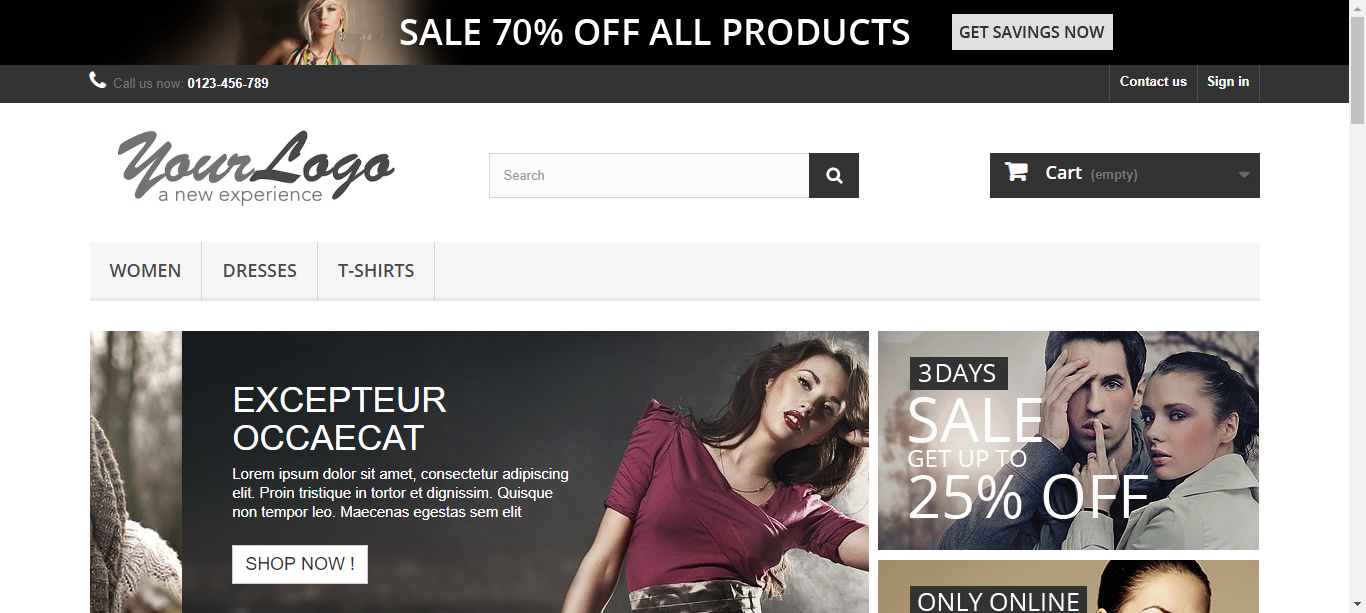 SALE 70% OFF ALL PRODUCTS
GET SAVINGS NOW
Call us now: 0123-456-789
Contact us
Sign in
YourLogo
a new experience
Search
Cart (empty)
WOMEN
DRESSES
T-SHIRTS
EXCEPTEUR
OCCAECAT
Lorem ipsum dolor sit amet, consectetur adipiscing
elit. Proin tristique in tortor et dignissim. Quisque
non tempor leo. Maecenas egestas sem elit
SHOP NOW !
3 DAYS
SALE
GET UP TO
25% OFF
ONLY ONLINE